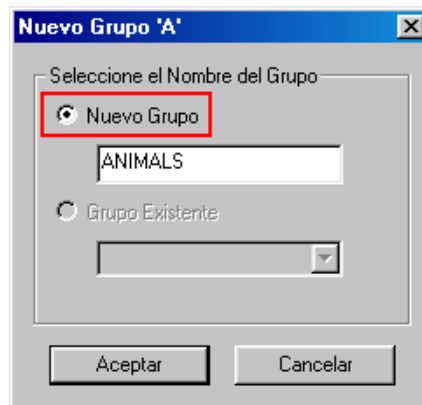 Nuevo Grupo 'A'
Seleccione el Nombre del Grupo
Nuevo Grupo
ANIMALS
Grupo Existente
Aceptar Cancelar